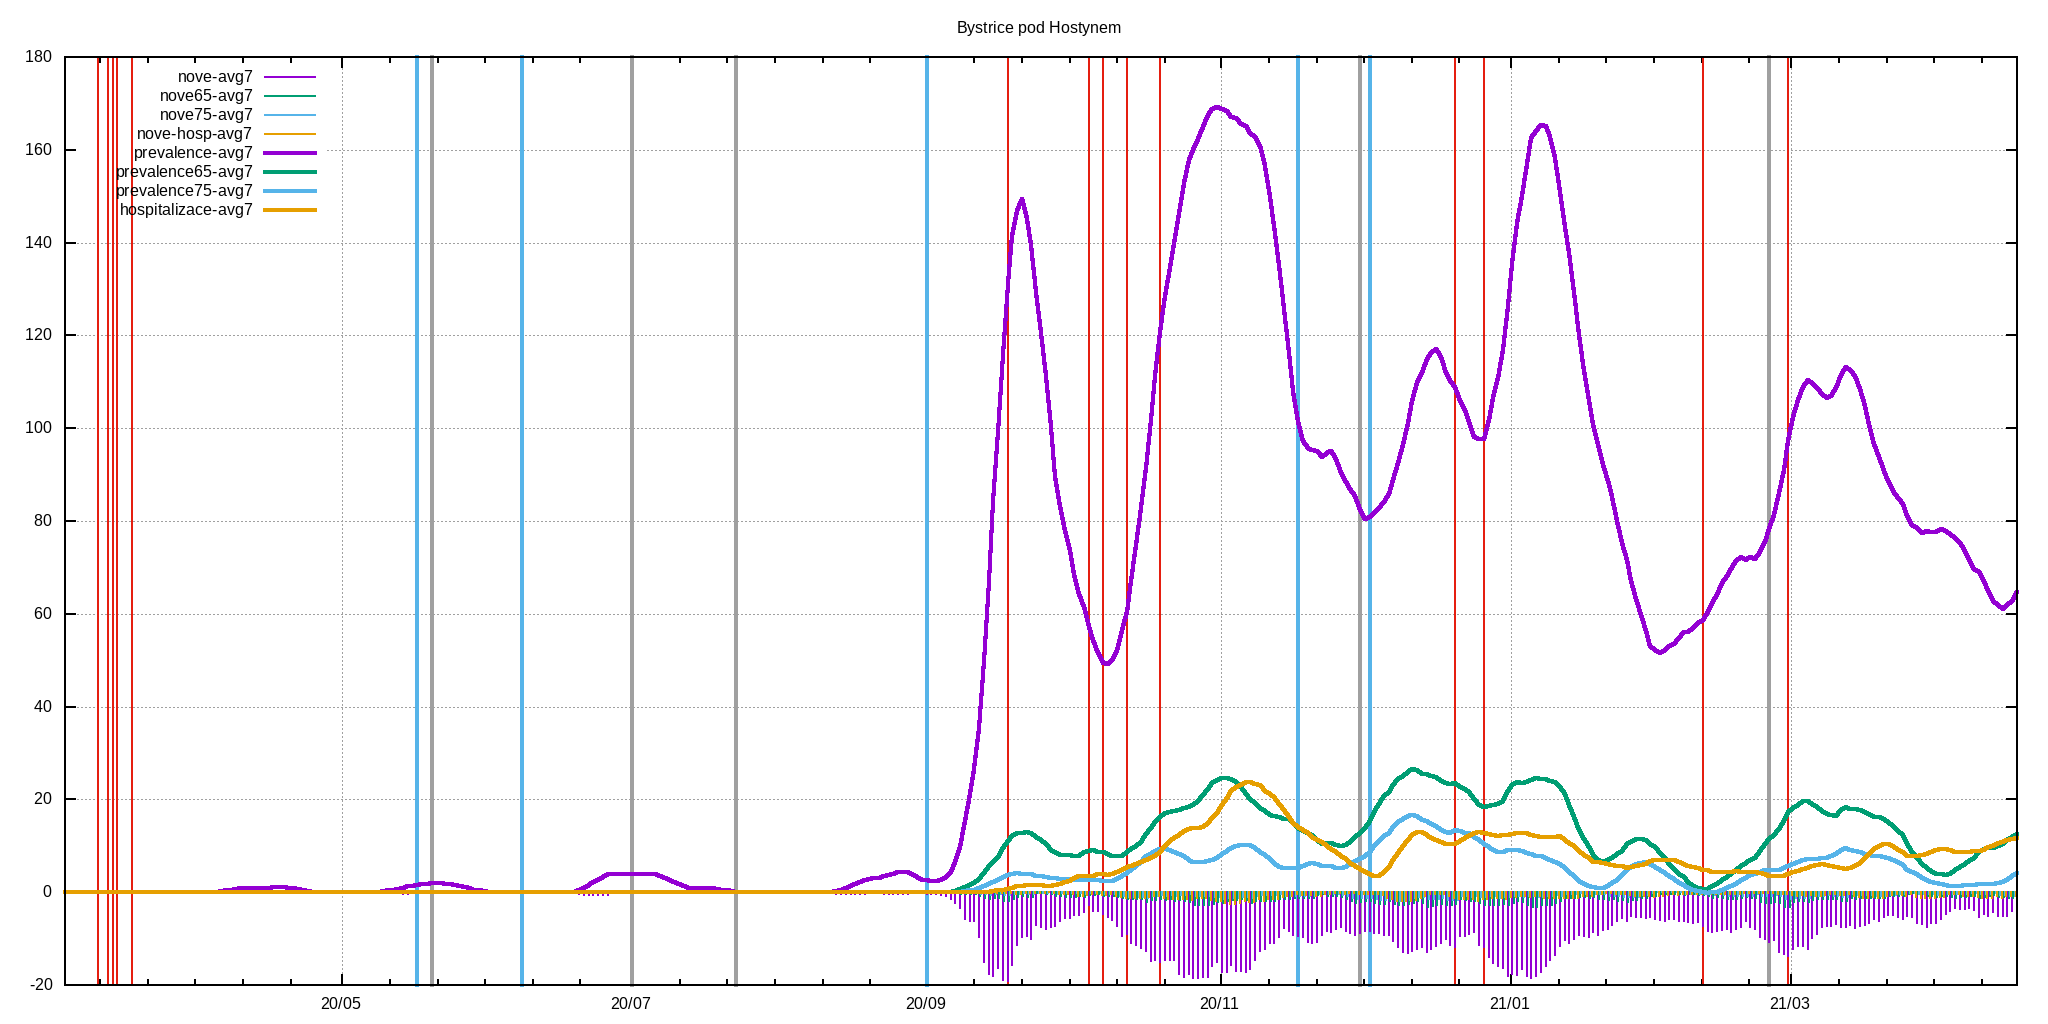 Bystrice pod Hostynem
180
160
140
120
100
80
60
40
20
0
-20
nove-avg7
nove65-avg7
nove75-avg7
nove-hosp-avg7
prevalence-avg7
prevalence65-avg7
prevalence75-avg7
hospitalizace-avg7
20/05 20/07 20/09 20/11 21/01 21/03